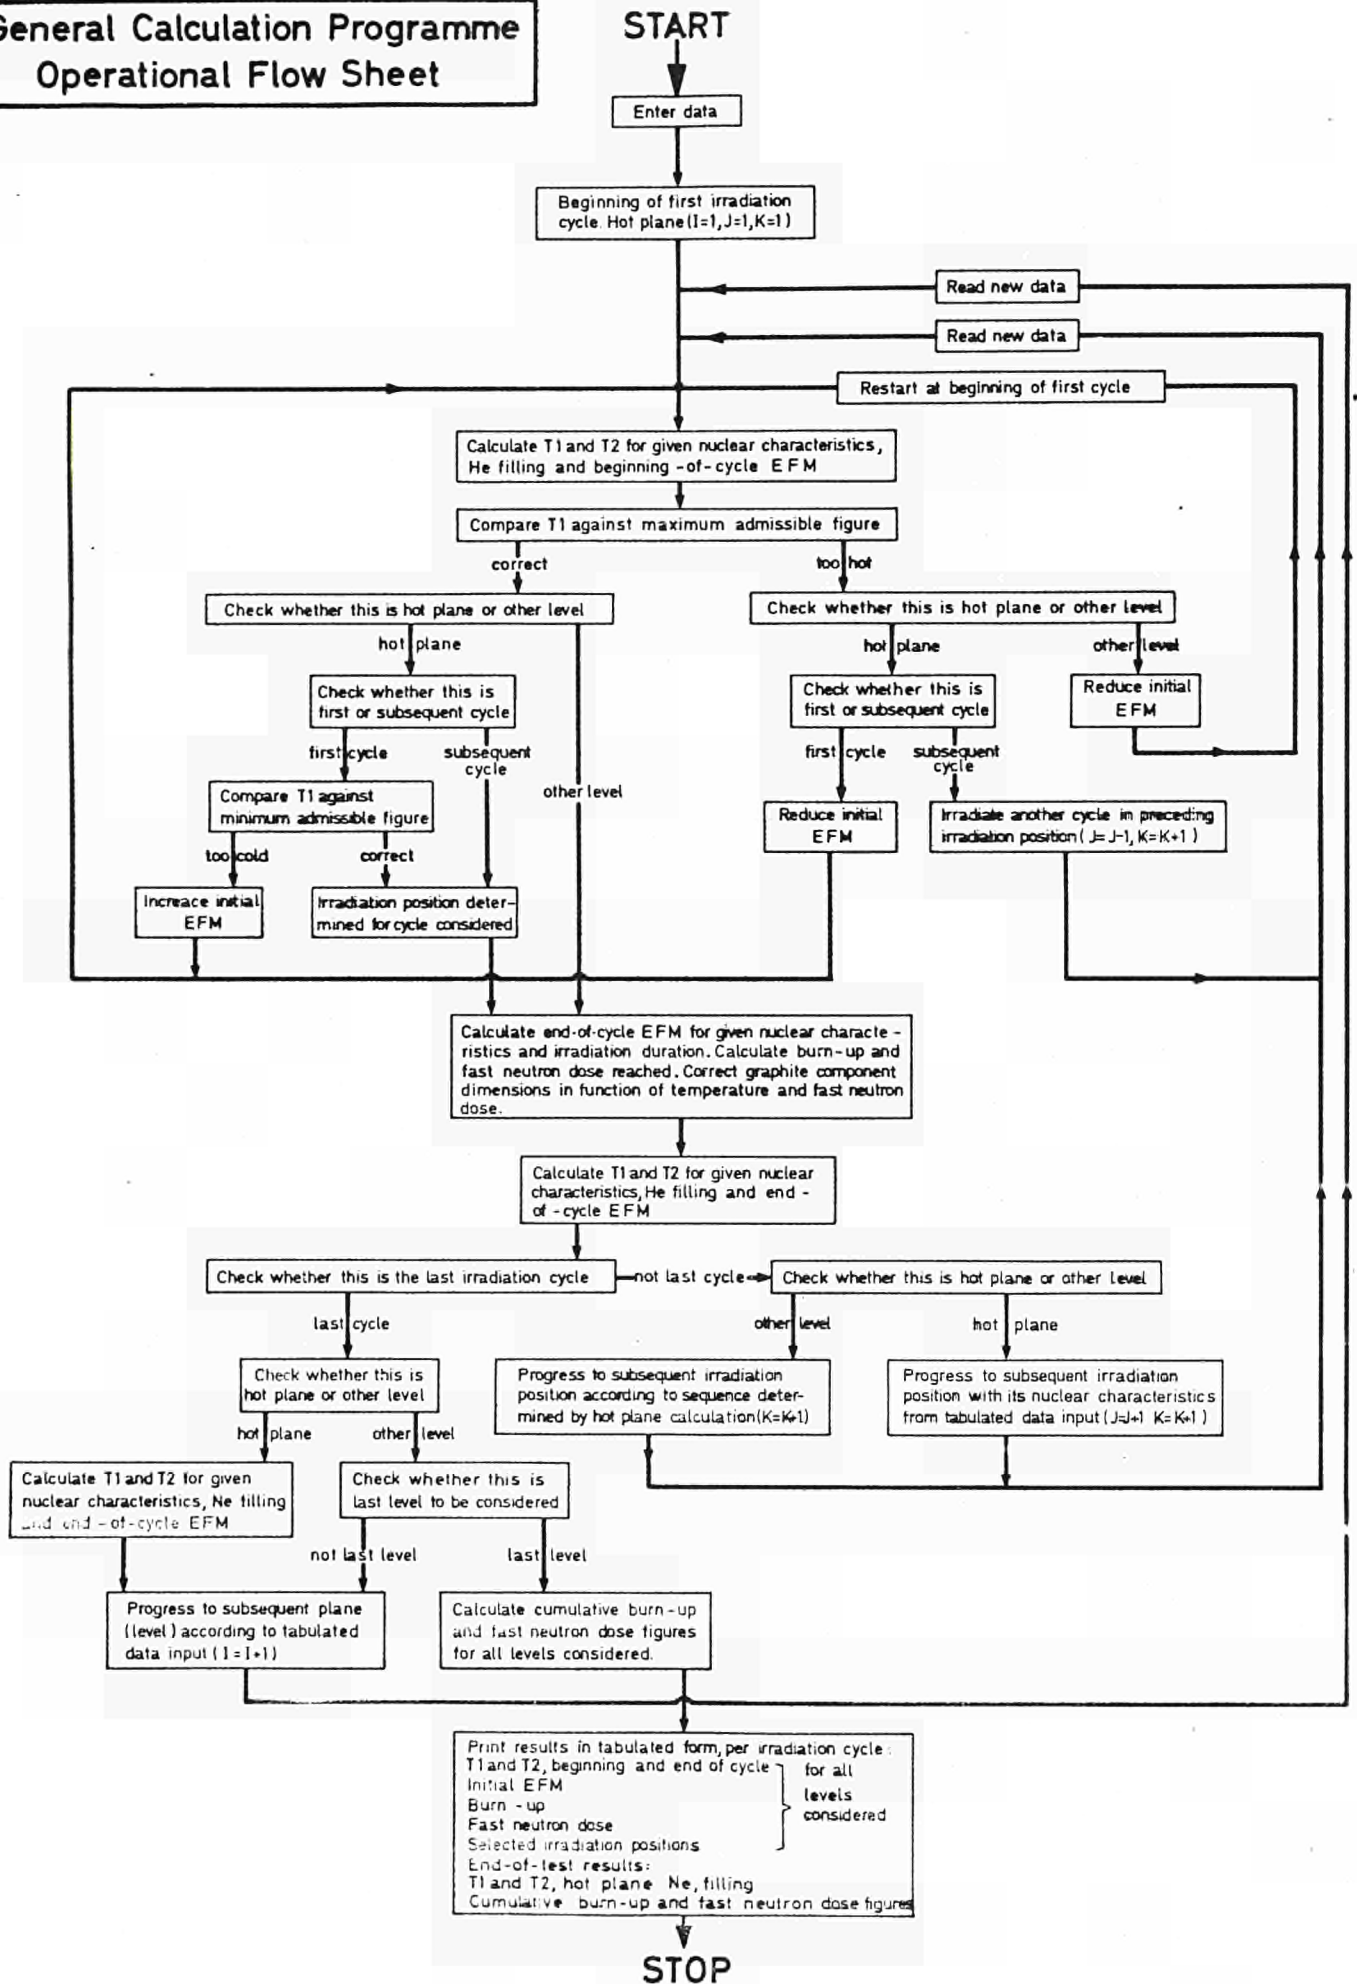 General Calculation Programme
Operational Flow Sheet
START
Enter data
Beginning of first irradiation
cycle. Hot plane (I=1, J=1, K=1)
Read new data
Read new data
Restart at beginning of first cycle
Calculate T1 and T2 for given nuclear characteristics,
He filling and beginning-of-cycle EFM
Compare T1 against maximum admissible figure
correct
too hot
Check whether this is hot plane or other level
Check whether this is hot plane or other level
hot plane
hot plane
other level
Check whether this is
first or subsequent cycle
Check whether this is
first or subsequent cycle
Reduce initial
EFM
first cycle
subsequent
cycle
first cycle
subsequent
cycle
other level
Compare T1 against
minimum admissible figure
Reduce initial
EFM
Irradiate another cycle in preceding
irradiation position (J=J-1, K=K+1)
too cold
correct
Increace initial
EFM
Irradiation position deter-
mined for cycle considered
Calculate end-of-cycle EFM for given nuclear characte-
ristics and irradiation duration. Calculate burn-up and
fast neutron dose reached. Correct graphite component
dimensions in function of temperature and fast neutron
dose.
Calculate T1 and T2 for given nuclear
characteristics, He filling and end-
of-cycle EFM
Check whether this is the last irradiation cycle
not last cycle
Check whether this is hot plane or other level
last cycle
other level
hot plane
Check whether this is
hot plane or other level
Progress to subsequent irradiation
position according to sequence deter-
mined by hot plane calculation (K=K+1)
Progress to subsequent irradiation
position with its nuclear characteristics
from tabulated data input (J=J+1 K=K+1)
hot plane
other level
Calculate T1 and T2 for given
nuclear characteristics, Ne filling
and end-of-cycle EFM
Check whether this is
last level to be considered
not last level
last level
Progress to subsequent plane
(level) according to tabulated
data input (I=I+1)
Calculate cumulative burn-up
and fast neutron dose figures
for all levels considered.
Print results in tabulated form, per irradiation cycle:
T1 and T2, beginning and end of cycle
Initial EFM
Burn-up
Fast neutron dose
Selected irradiation positions
for all
levels
considered
End-of-test results:
T1 and T2, hot plane Ne, filling
Cumulative burn-up and fast neutron dose figures
STOP